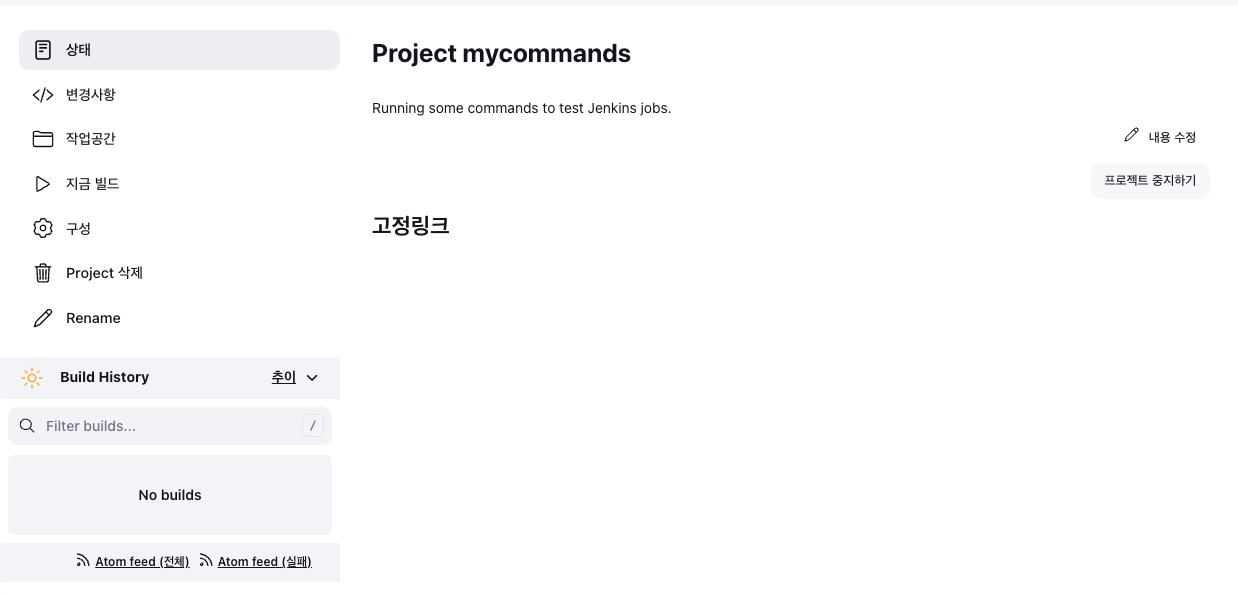 상태
변경사항
작업공간
지금 빌드
구성
Project 삭제
Rename
Build History 추이
Filter builds... /
No builds
Atom feed (전체) Atom feed (실패)
Project mycommands
Running some commands to test Jenkins jobs.
내용 수정
프로젝트 중지하기
고정링크